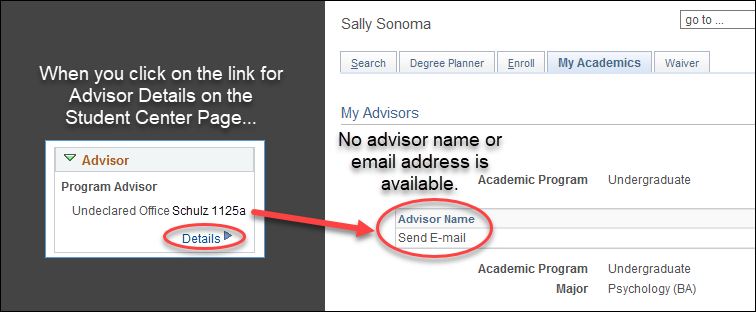 When you click on the link for
Advisor Details on the
Student Center Page...
Advisor
Program Advisor
Undeclared Office Schulz 1125a
Details
Sally Sonoma
go to ...
Search
Degree Planner
Enroll
My Academics
Waiver
My Advisors
No advisor name or
email address is
available.
Academic Program Undergraduate
Advisor Name
Send E-mail
Academic Program Undergraduate
Major Psychology (BA)